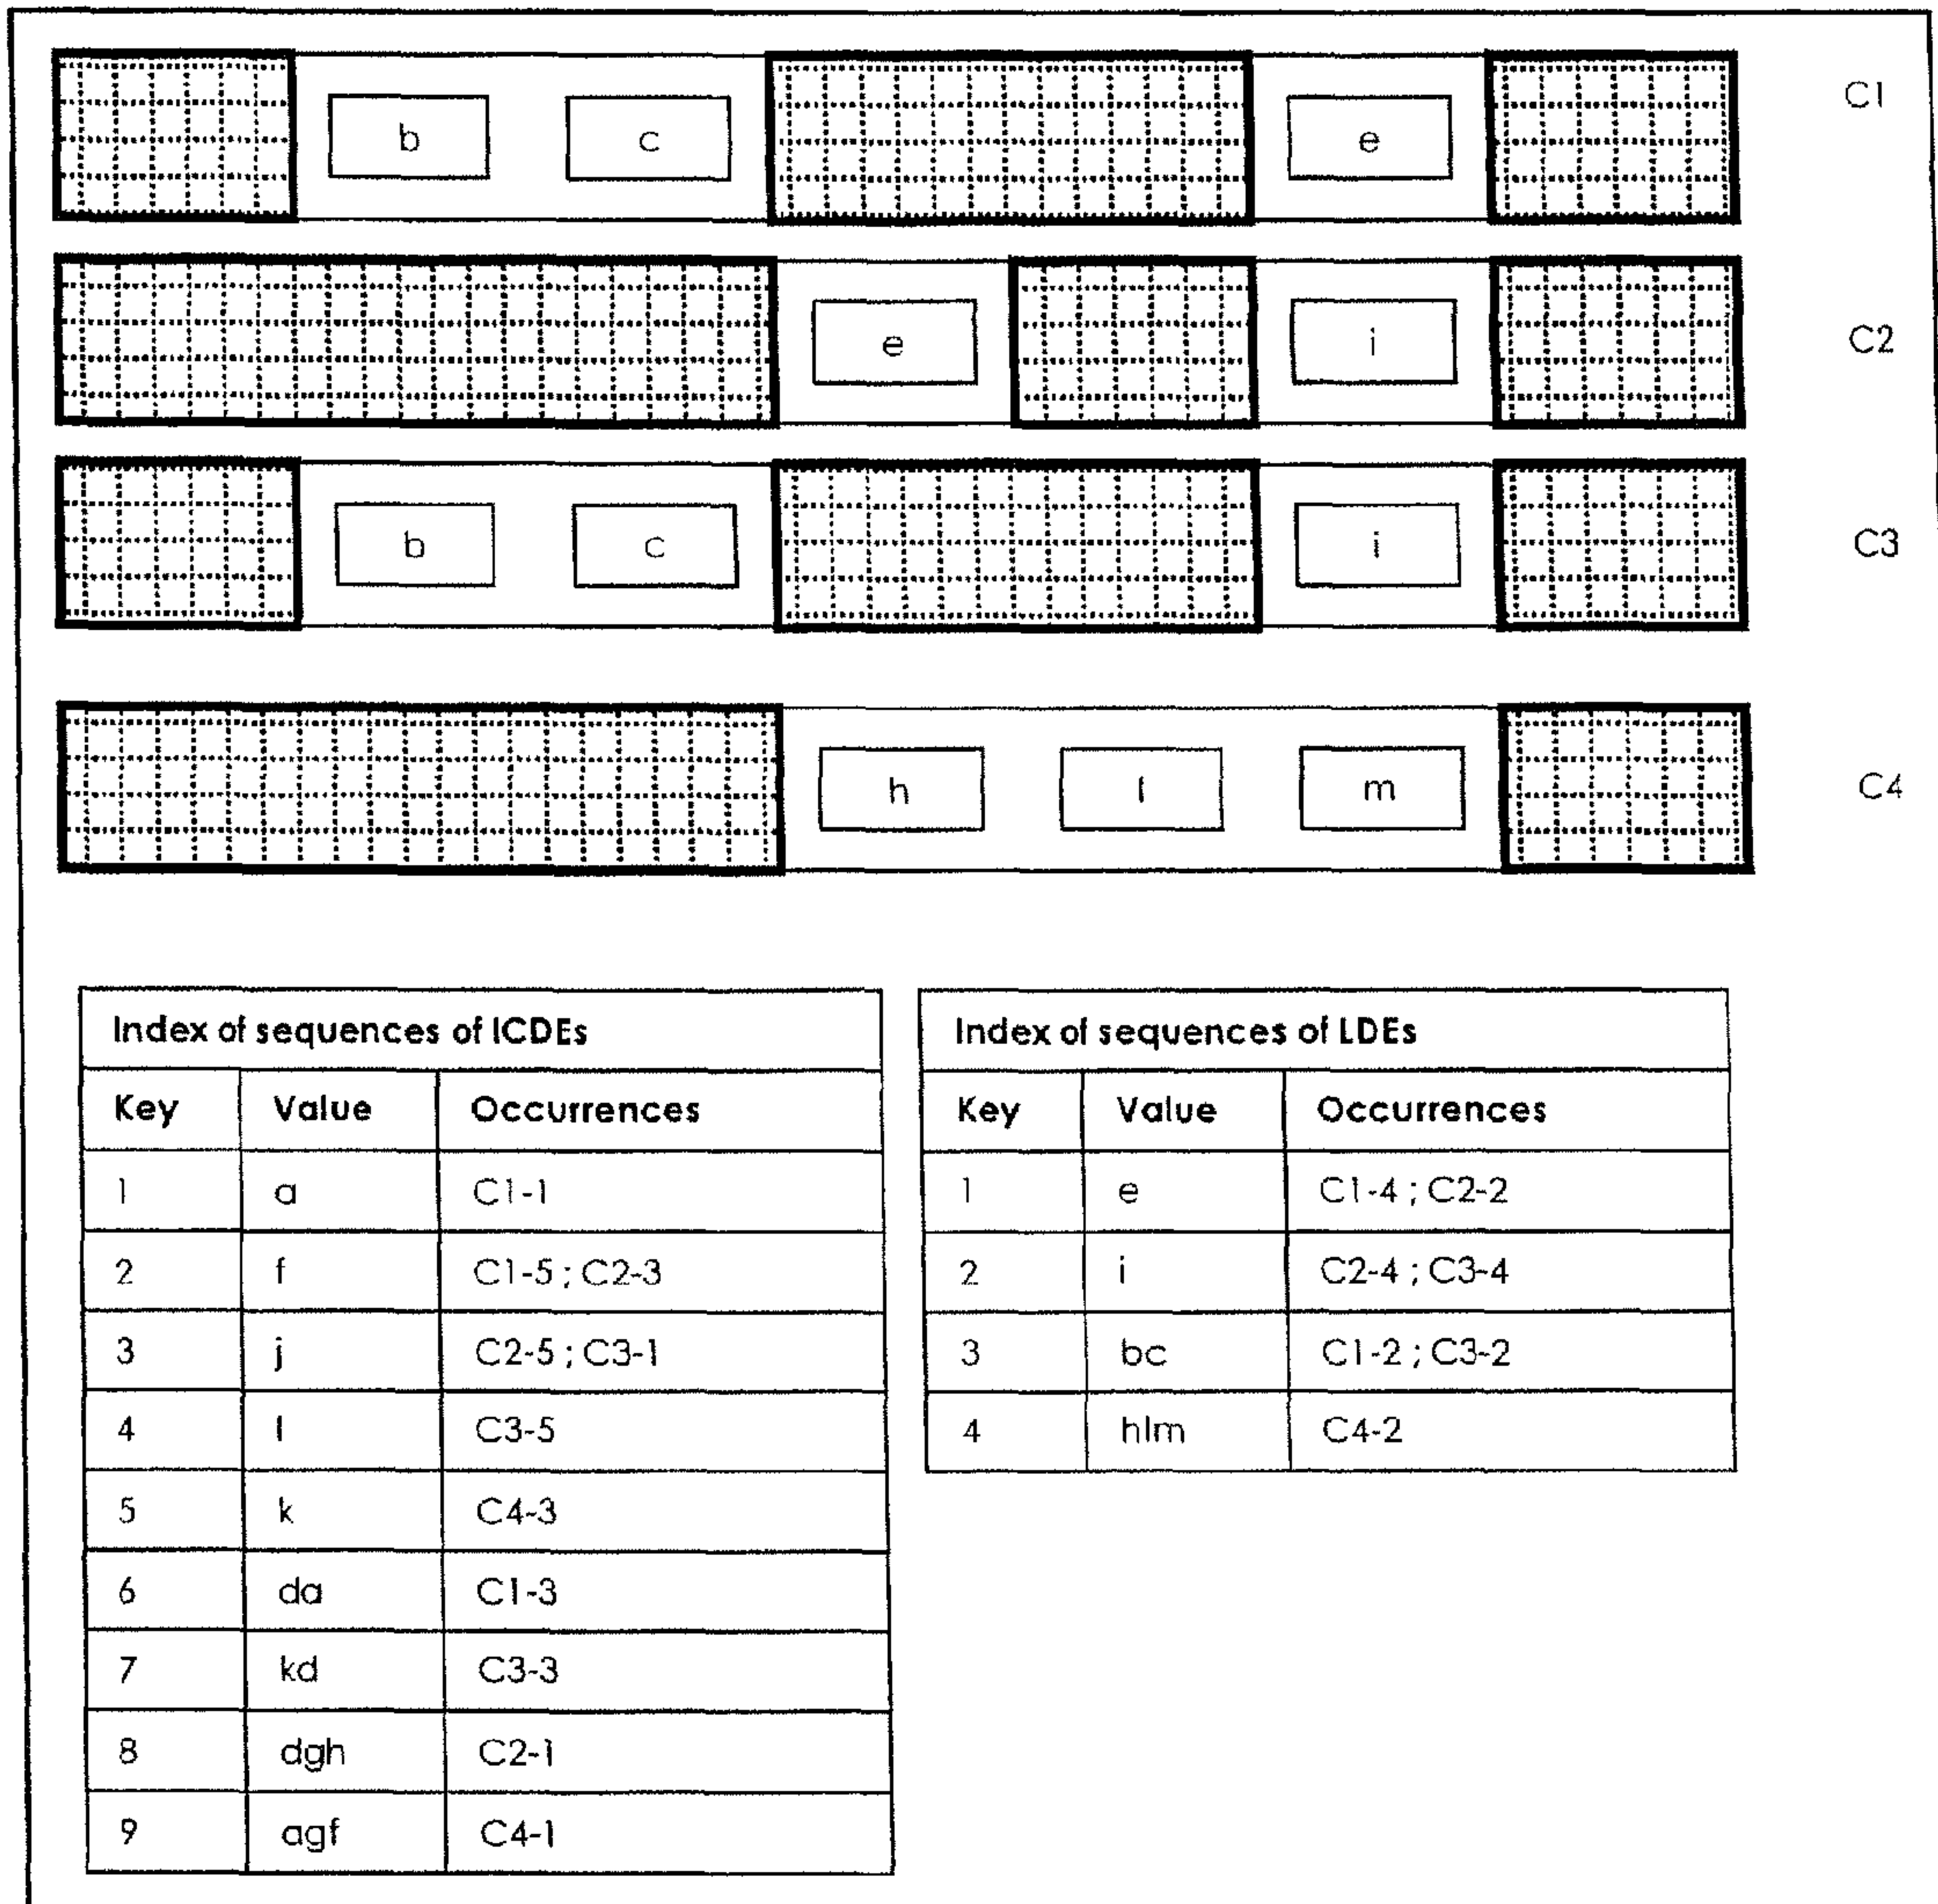 b c e C1
e i C2
b c i C3
h l m C4
Index of sequences of ICDEs
Key Value Occurrences
1 a C1-1
2 f C1-5 ; C2-3
3 j C2-5 ; C3-1
4 l C3-5
5 k C4-3
6 da C1-3
7 kd C3-3
8 dgh C2-1
9 agf C4-1
Index of sequences of LDEs
Key Value Occurrences
1 e C1-4 ; C2-2
2 i C2-4 ; C3-4
3 bc C1-2 ; C3-2
4 hlm C4-2